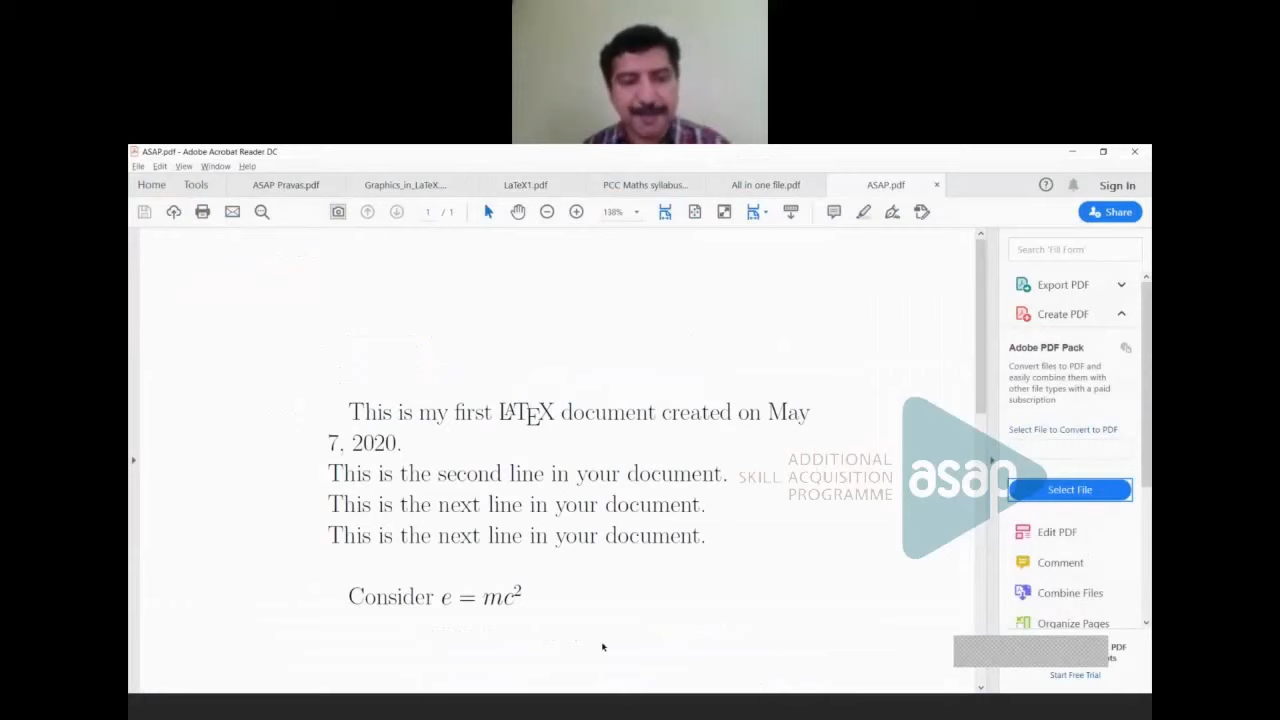 ASAP.pdf - Adobe Acrobat Reader DC
File Edit View Window Help
Home Tools ASAP Pravas.pdf Graphics_in_LaTeX.... LaTeX1.pdf PCC Maths syllabus... All in one file.pdf ASAP.pdf × Sign In
1 / 1 138% Share
Search 'Fill Form'
Export PDF
Create PDF
Adobe PDF Pack
Convert files to PDF and
easily combine them with
other file types with a paid
subscription
Select File to Convert to PDF
Select File
Edit PDF
Comment
Combine Files
Organize Pages
PDF
ts
Start Free Trial
This is my first LATEX document created on May
7, 2020.
This is the second line in your document.
This is the next line in your document.
This is the next line in your document.
Consider e = mc²
ADDITIONAL
SKILL ACQUISITION
PROGRAMME
asap